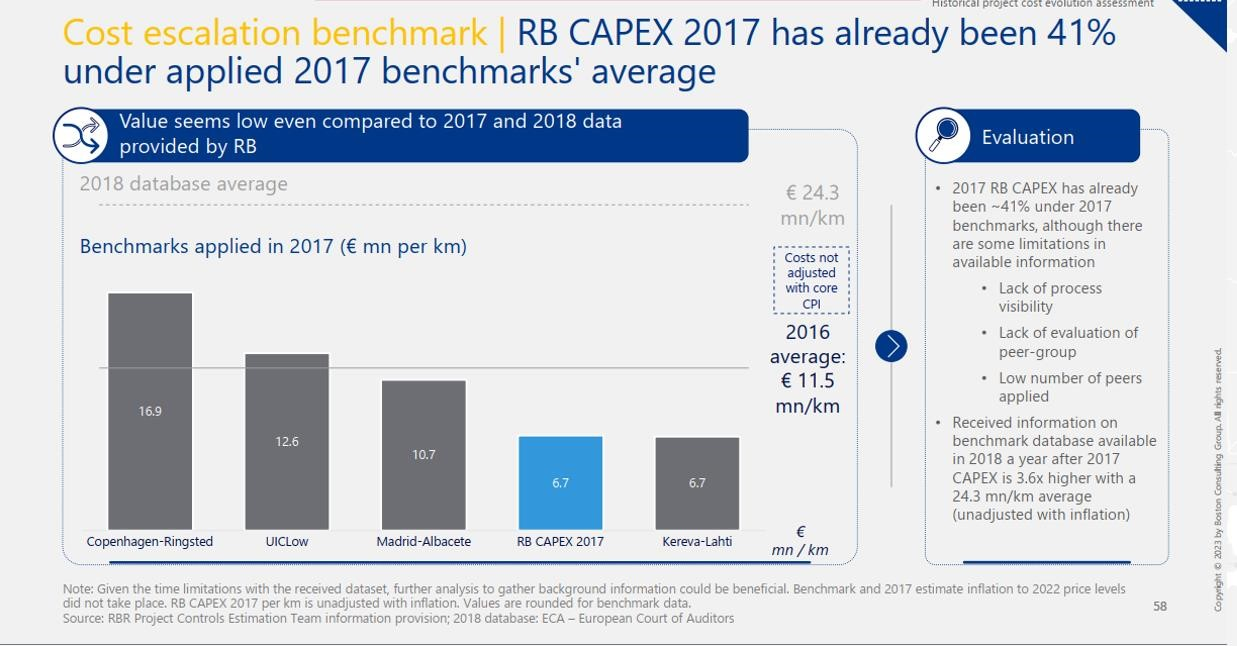 Historical project cost evolution assessment
Cost escalation benchmark | RB CAPEX 2017 has already been 41%
under applied 2017 benchmarks' average
Value seems low even compared to 2017 and 2018 data
provided by RB
2018 database average
€ 24.3
mn/km
Benchmarks applied in 2017 (€ mn per km)
Costs not
adjusted
with core
CPI
2016
average:
€ 11.5
mn/km
16.9
12.6
10.7
6.7
6.7
Copenhagen-Ringsted
UICLow
Madrid-Albacete
RB CAPEX 2017
Kereva-Lahti
€
mn / km
Evaluation
• 2017 RB CAPEX has already
been ~41% under 2017
benchmarks, although there
are some limitations in
available information
• Lack of process
visibility
• Lack of evaluation of
peer-group
• Low number of peers
applied
• Received information on
benchmark database available
in 2018 a year after 2017
CAPEX is 3.6x higher with a
24.3 mn/km average
(unadjusted with inflation)
Note: Given the time limitations with the received dataset, further analysis to gather background information could be beneficial. Benchmark and 2017 estimate inflation to 2022 price levels
did not take place. RB CAPEX 2017 per km is unadjusted with inflation. Values are rounded for benchmark data.
Source: RBR Project Controls Estimation Team information provision; 2018 database: ECA – European Court of Auditors
58
Copyright © 2023 by Boston Consulting Group. All rights reserved.